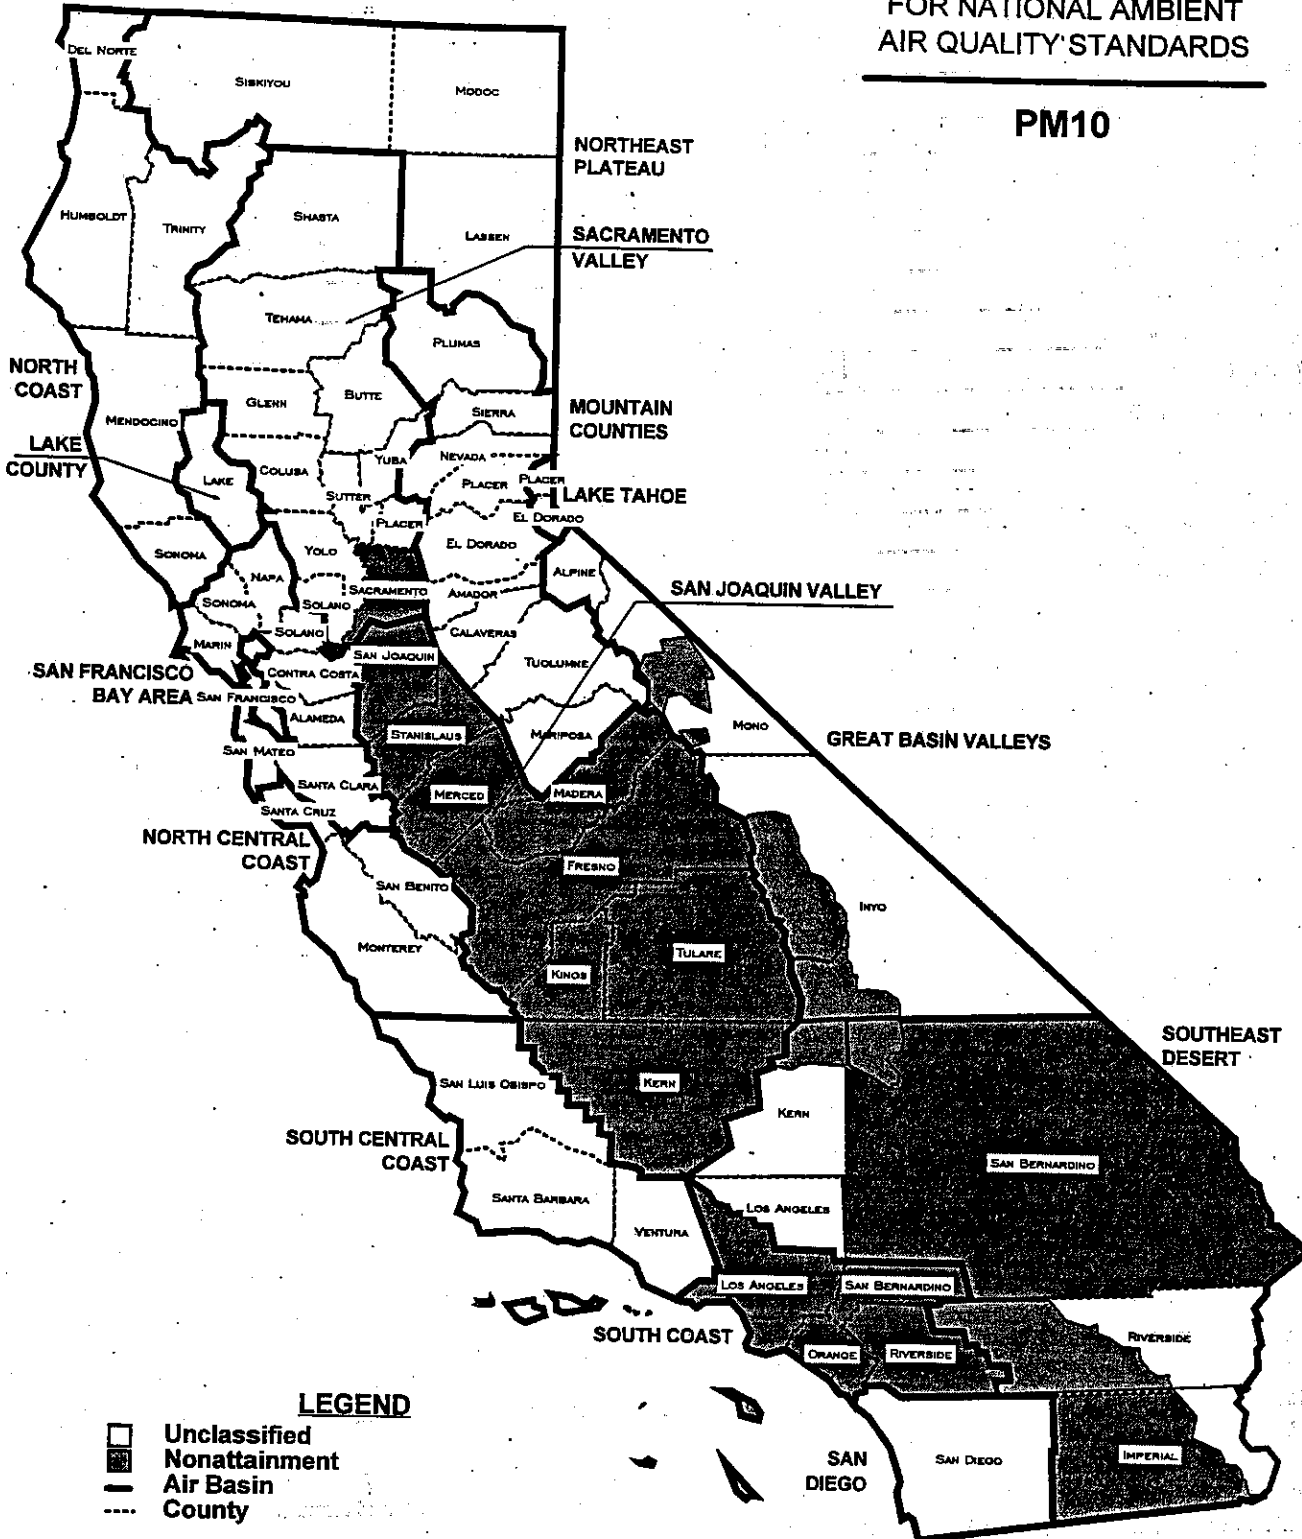 FOR NATIONAL AMBIENT
AIR QUALITY STANDARDS
PM10
DEL NORTE
SISKIYOU
MODOC
NORTHEAST
PLATEAU
HUMBOLDT
TRINITY
SHASTA
LASSEN
SACRAMENTO
VALLEY
TEHAMA
PLUMAS
NORTH
COAST
GLENN
BUTTE
SIERRA
MOUNTAIN
COUNTIES
MENDOCINO
LAKE
COUNTY
LAKE
COLUSA
YUBA
NEVADA
PLACER
PLACER
LAKE TAHOE
SUTTER
PLACER
EL DORADO
SONOMA
YOLO
EL DORADO
NAPA
ALPINE
SACRAMENTO
AMADOR
SAN JOAQUIN VALLEY
SONOMA
SOLANO
SOLANO
CALAVERAS
MARIN
SAN JOAQUIN
TUOLUMNE
SAN FRANCISCO
BAY AREA
CONTRA COSTA
SAN FRANCISCO
ALAMEDA
STANISLAUS
MARIPOSA
MONO
GREAT BASIN VALLEYS
SAN MATEO
SANTA CLARA
MERCED
MADERA
SANTA CRUZ
NORTH CENTRAL
COAST
FRESNO
SAN BENITO
INYO
MONTEREY
TULARE
KINGS
SOUTHEAST
DESERT
SAN LUIS OBISPO
KERN
KERN
SOUTH CENTRAL
COAST
SAN BERNARDINO
SANTA BARBARA
LOS ANGELES
VENTURA
LOS ANGELES
SAN BERNARDINO
SOUTH COAST
RIVERSIDE
ORANGE
RIVERSIDE
LEGEND
Unclassified
Nonattainment
Air Basin
County
SAN
DIEGO
SAN DIEGO
IMPERIAL